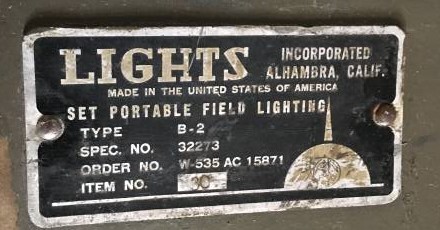 LIGHTS INCORPORATED
ALHAMBRA, CALIF.
MADE IN THE UNITED STATES OF AMERICA
SET PORTABLE FIELD LIGHTING
TYPE B-2
SPEC. NO. 32273
ORDER NO. W-535 AC 15871
ITEM NO. 30